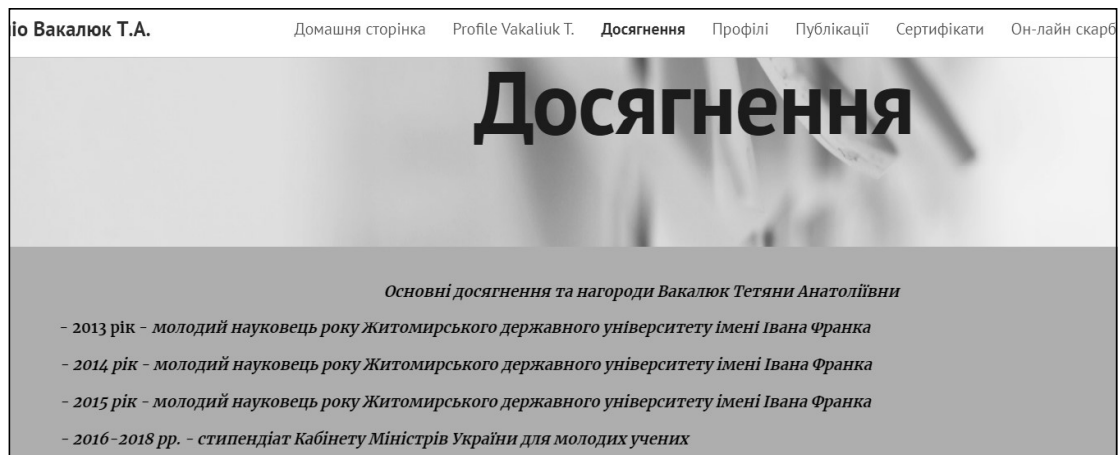 іо Вакалюк Т.А. Домашня сторінка Profile Vakaliuk T. Досягнення Профілі Публікації Сертифікати Он-лайн скарб
Досягнення
Основні досягнення та нагороди Вакалюк Тетяни Анатоліївни
- 2013 рік - молодий науковець року Житомирського державного університету імені Івана Франка
- 2014 рік - молодий науковець року Житомирського державного університету імені Івана Франка
- 2015 рік - молодий науковець року Житомирського державного університету імені Івана Франка
- 2016-2018 рр. - стипендіат Кабінету Міністрів України для молодих учених